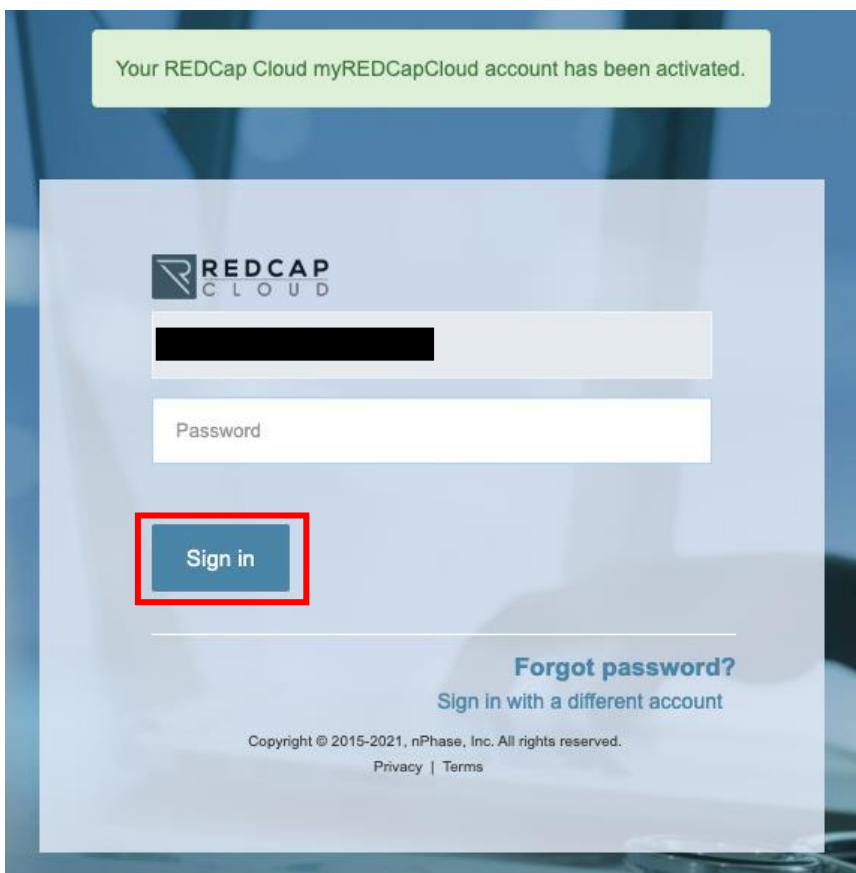 Your REDCap Cloud myREDCapCloud account has been activated.
REDCAP
CLOUD
Password
Sign in
Forgot password?
Sign in with a different account
Copyright © 2015-2021, nPhase, Inc. All rights reserved.
Privacy | Terms